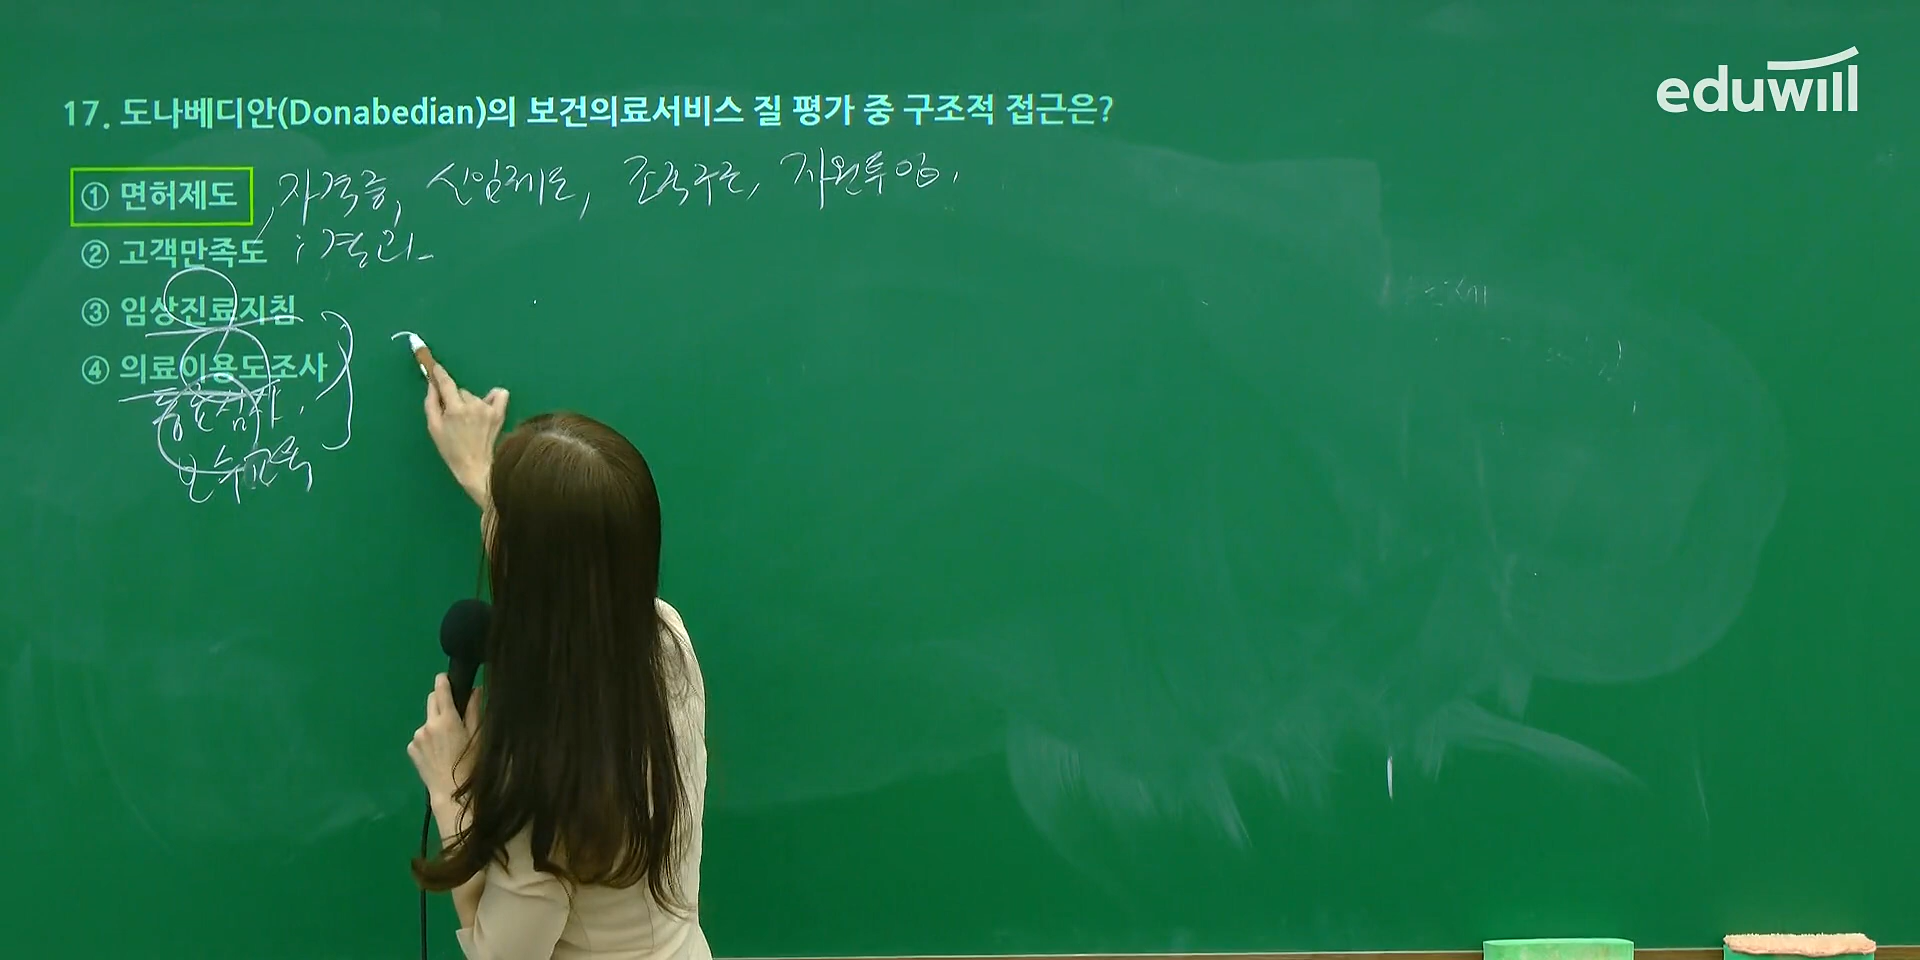 eduwill
17. 도나베디안(Donabedian)의 보건의료서비스 질 평가 중 구조적 접근은?
① 면허제도, 자격증, 신임제도, 조직구조, 자원투입,
② 고객만족도 : 결과
③ 임상진료지침
④ 의료이용도조사
동료심사,
보수교육